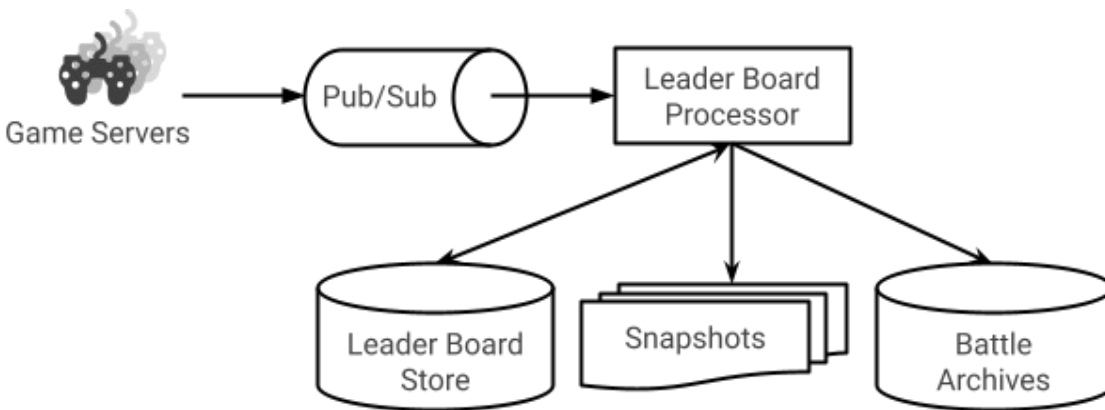 Game Servers
Pub/Sub
Leader Board
Processor
Leader Board
Store
Snapshots
Battle
Archives